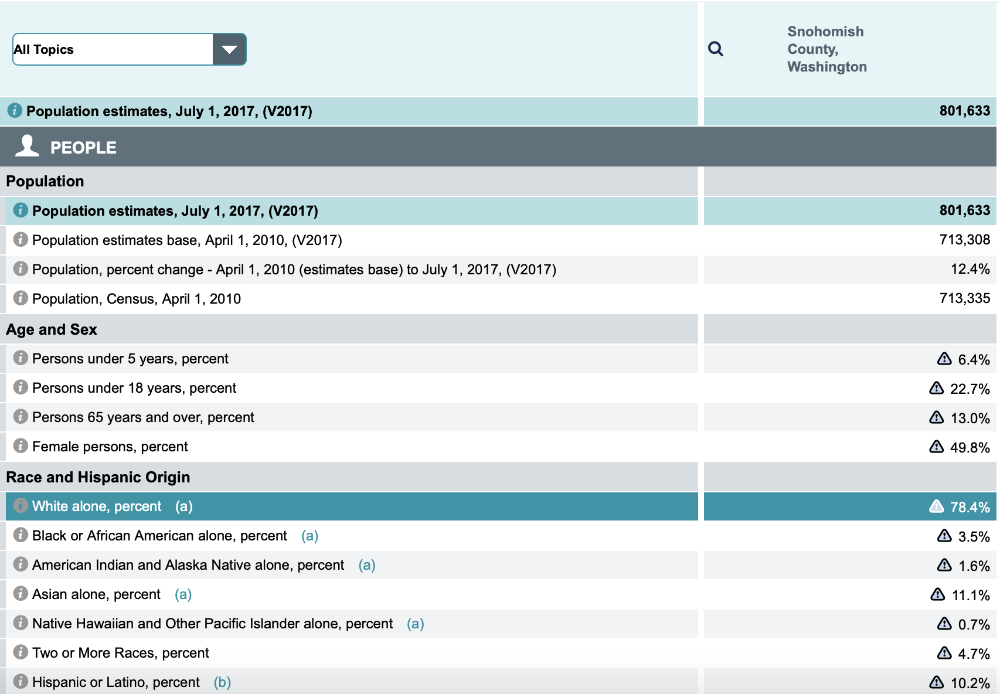 All Topics
Snohomish
County,
Washington
Population estimates, July 1, 2017, (V2017) 801,633
PEOPLE
Population
Population estimates, July 1, 2017, (V2017) 801,633
Population estimates base, April 1, 2010, (V2017) 713,308
Population, percent change - April 1, 2010 (estimates base) to July 1, 2017, (V2017) 12.4%
Population, Census, April 1, 2010 713,335
Age and Sex
Persons under 5 years, percent 6.4%
Persons under 18 years, percent 22.7%
Persons 65 years and over, percent 13.0%
Female persons, percent 49.8%
Race and Hispanic Origin
White alone, percent (a) 78.4%
Black or African American alone, percent (a) 3.5%
American Indian and Alaska Native alone, percent (a) 1.6%
Asian alone, percent (a) 11.1%
Native Hawaiian and Other Pacific Islander alone, percent (a) 0.7%
Two or More Races, percent 4.7%
Hispanic or Latino, percent (b) 10.2%